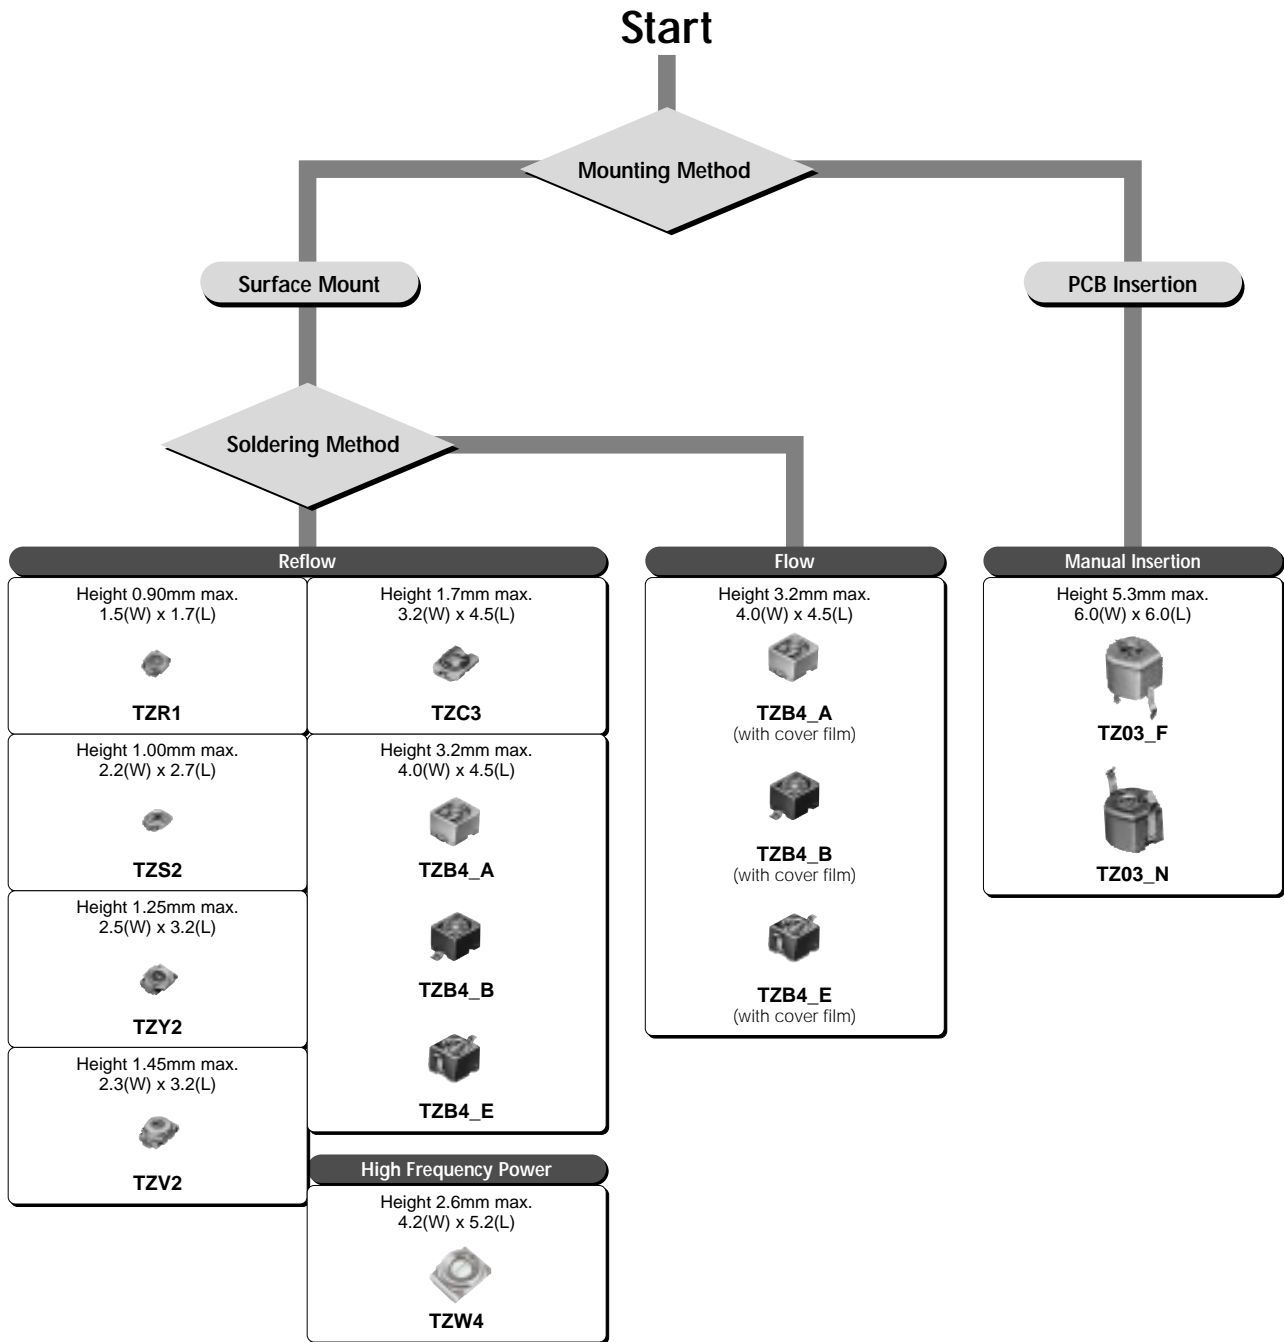 Start
Mounting Method
Surface Mount
PCB Insertion
Soldering Method
Reflow
Height 0.90mm max.
1.5(W) x 1.7(L)
TZR1
Height 1.00mm max.
2.2(W) x 2.7(L)
TZS2
Height 1.25mm max.
2.5(W) x 3.2(L)
TZY2
Height 1.45mm max.
2.3(W) x 3.2(L)
TZV2
Height 1.7mm max.
3.2(W) x 4.5(L)
TZC3
Height 3.2mm max.
4.0(W) x 4.5(L)
TZB4_A
TZB4_B
TZB4_E
High Frequency Power
Height 2.6mm max.
4.2(W) x 5.2(L)
TZW4
Flow
Height 3.2mm max.
4.0(W) x 4.5(L)
TZB4_A
(with cover film)
TZB4_B
(with cover film)
TZB4_E
(with cover film)
Manual Insertion
Height 5.3mm max.
6.0(W) x 6.0(L)
TZ03_F
TZ03_N